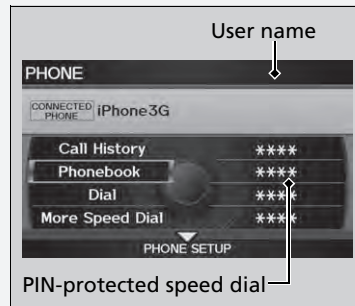 User name
PHONE
CONNECTED PHONE iPhone3G
Call History ****
Phonebook ****
Dial ****
More Speed Dial ****
PHONE SETUP
PIN-protected speed dial